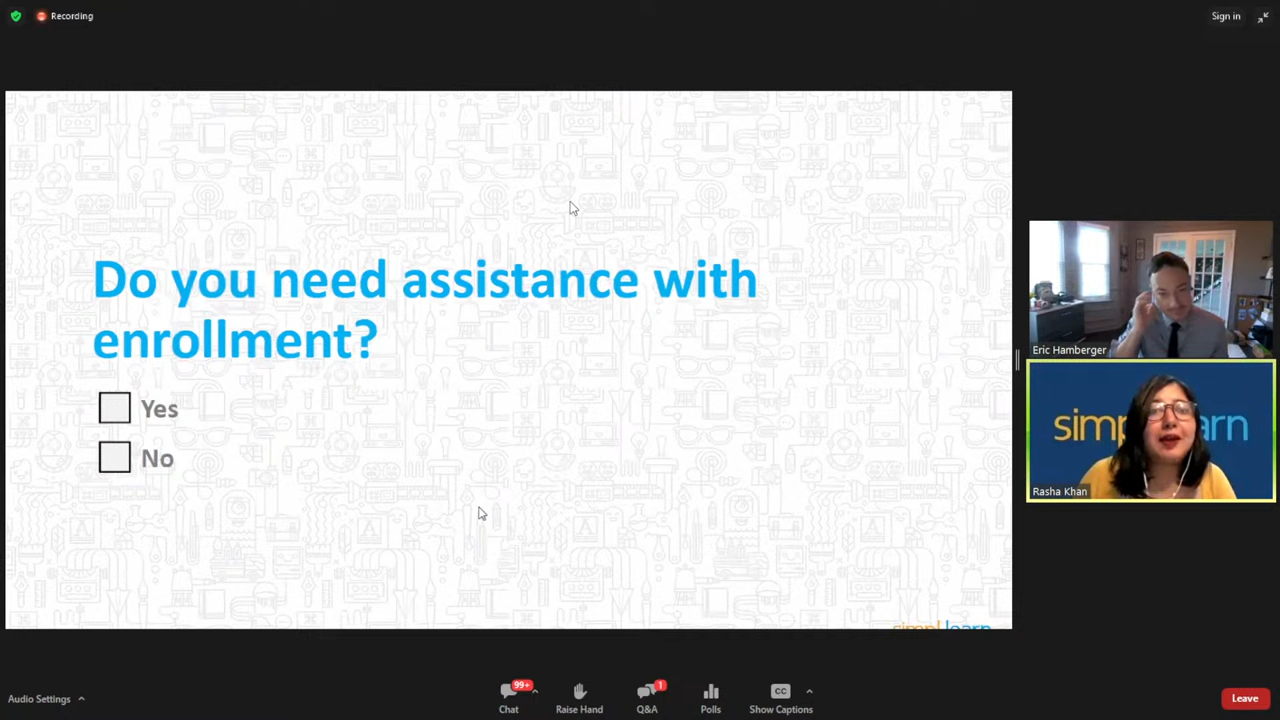 Recording
Sign in
Do you need assistance with
enrollment?
Yes
No
Eric Hamberger
Rasha Khan
Audio Settings
99+
Chat
Raise Hand
1
Q&A
Polls
CC
Show Captions
Leave